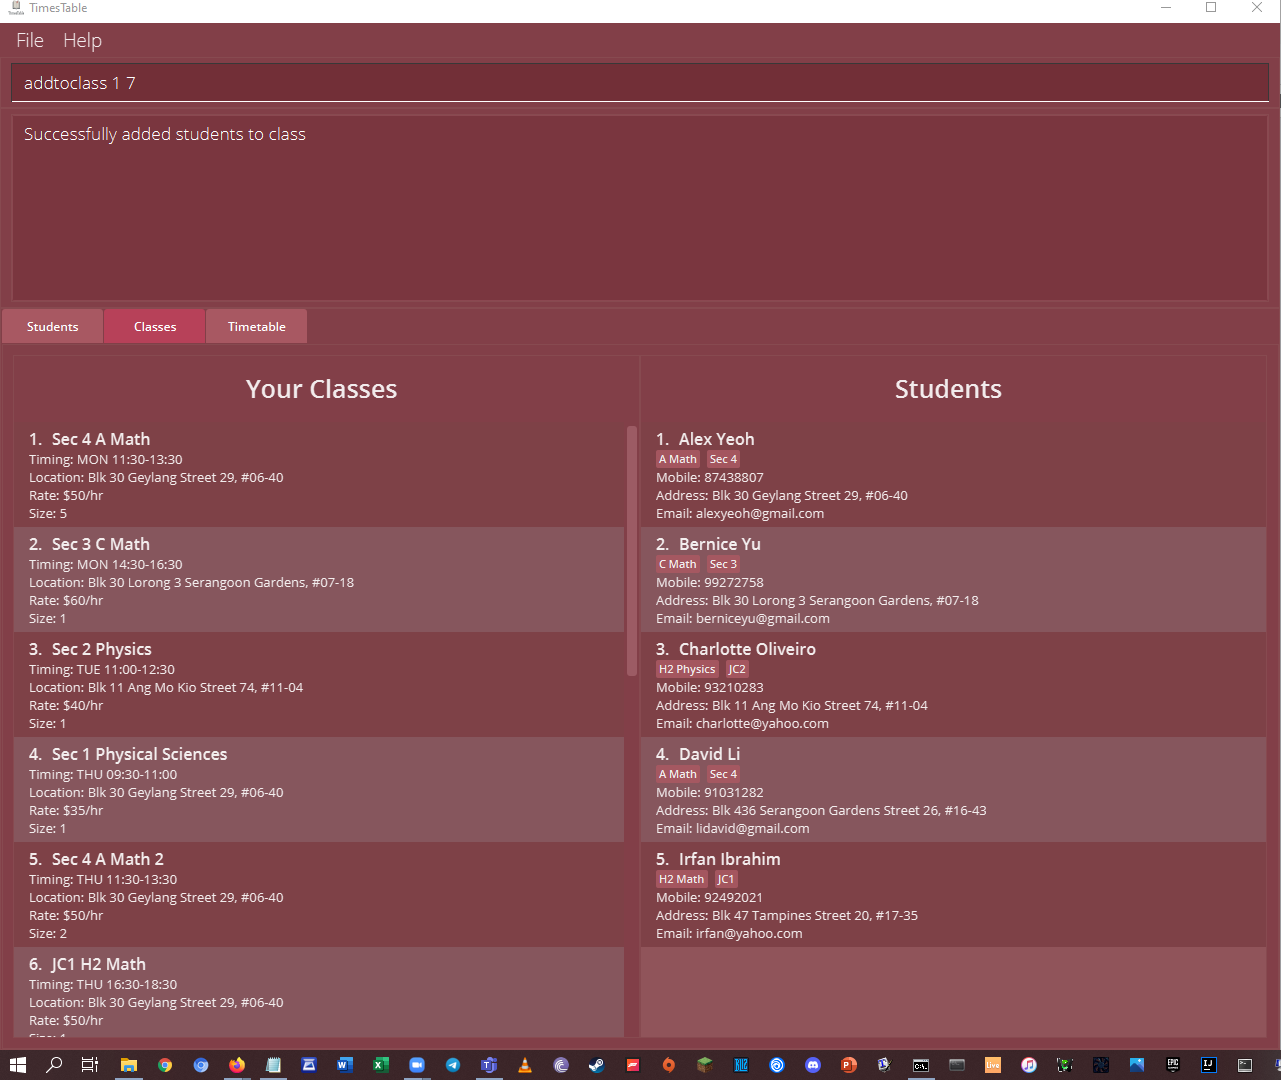 TimesTable
File Help
addtoclass 1 7
Successfully added students to class
Students Classes Timetable
Your Classes
1. Sec 4 A Math
Timing: MON 11:30-13:30
Location: Blk 30 Geylang Street 29, #06-40
Rate: $50/hr
Size: 5
2. Sec 3 C Math
Timing: MON 14:30-16:30
Location: Blk 30 Lorong 3 Serangoon Gardens, #07-18
Rate: $60/hr
Size: 1
3. Sec 2 Physics
Timing: TUE 11:00-12:30
Location: Blk 11 Ang Mo Kio Street 74, #11-04
Rate: $40/hr
Size: 1
4. Sec 1 Physical Sciences
Timing: THU 09:30-11:00
Location: Blk 30 Geylang Street 29, #06-40
Rate: $35/hr
Size: 1
5. Sec 4 A Math 2
Timing: THU 11:30-13:30
Location: Blk 30 Geylang Street 29, #06-40
Rate: $50/hr
Size: 2
6. JC1 H2 Math
Timing: THU 16:30-18:30
Location: Blk 30 Geylang Street 29, #06-40
Rate: $50/hr
Students
1. Alex Yeoh
A Math Sec 4
Mobile: 87438807
Address: Blk 30 Geylang Street 29, #06-40
Email: alexyeoh@gmail.com
2. Bernice Yu
C Math Sec 3
Mobile: 99272758
Address: Blk 30 Lorong 3 Serangoon Gardens, #07-18
Email: berniceyu@gmail.com
3. Charlotte Oliveiro
H2 Physics JC2
Mobile: 93210283
Address: Blk 11 Ang Mo Kio Street 74, #11-04
Email: charlotte@yahoo.com
4. David Li
A Math Sec 4
Mobile: 91031282
Address: Blk 436 Serangoon Gardens Street 26, #16-43
Email: lidavid@gmail.com
5. Irfan Ibrahim
H2 Math JC1
Mobile: 92492021
Address: Blk 47 Tampines Street 20, #17-35
Email: irfan@yahoo.com